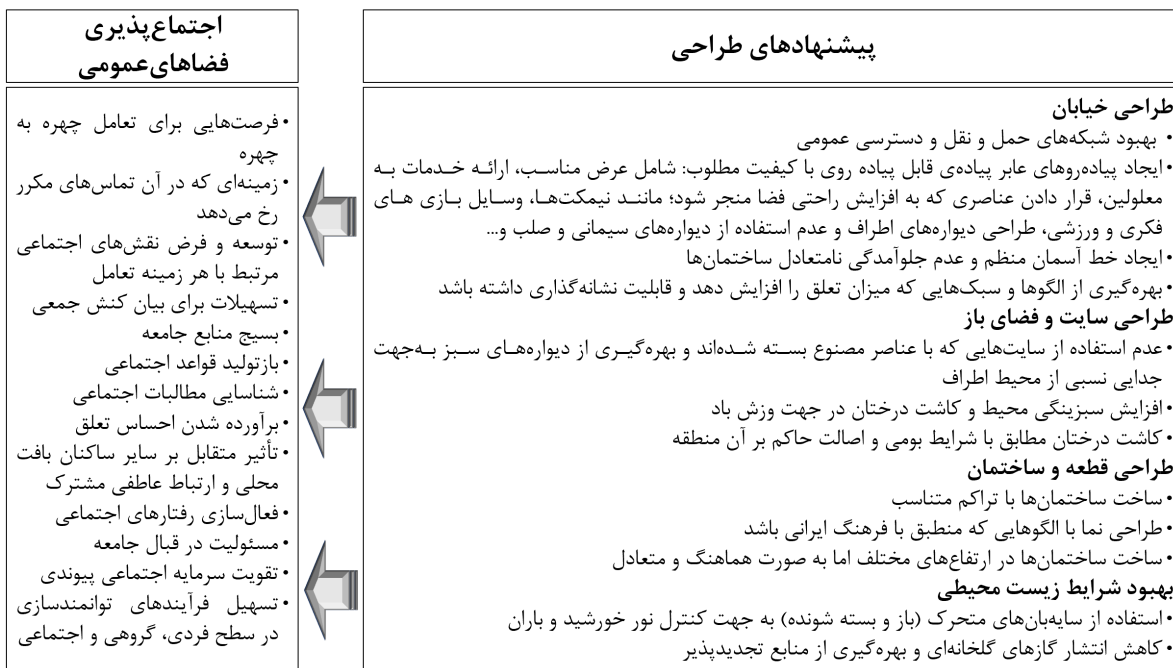 پیشنهادهای طراحی
طراحی خیابان
• بهبود شبکه‌های حمل و نقل و دسترسی عمومی
• ایجاد پیاده‌روهای عابر پیاده‌ی قابل پیاده روی با کیفیت مطلوب: شامل عرض مناسب، ارائه خدمات به
معلولین، قرار دادن عناصری که به افزایش راحتی فضا منجر شود؛ مانند نیمکت‌ها، وسایل بازی های
فکری و ورزشی، طراحی دیواره‌های اطراف و عدم استفاده از دیواره‌های سیمانی و صلب و...
• ایجاد خط آسمان منظم و عدم جلوآمدگی نامتعادل ساختمان‌ها
• بهره‌گیری از الگوها و سبک‌هایی که میزان تعلق را افزایش دهد و قابلیت نشانه‌گذاری داشته باشد
طراحی سایت و فضای باز
• عدم استفاده از سایت‌هایی که با عناصر مصنوع بسته شده‌اند و بهره‌گیری از دیواره‌های سبز به‌جهت
جدایی نسبی از محیط اطراف
• افزایش سبزینگی محیط و کاشت درختان در جهت وزش باد
• کاشت درختان مطابق با شرایط بومی و اصالت حاکم بر آن منطقه
طراحی قطعه و ساختمان
• ساخت ساختمان‌ها با تراکم متناسب
• طراحی نما با الگوهایی که منطبق با فرهنگ ایرانی باشد
• ساخت ساختمان‌ها در ارتفاع‌های مختلف اما به صورت هماهنگ و متعادل
بهبود شرایط زیست محیطی
• استفاده از سایه‌بان‌های متحرک (باز و بسته شونده) به جهت کنترل نور خورشید و باران
• کاهش انتشار گازهای گلخانه‌ای و بهره‌گیری از منابع تجدیدپذیر
اجتماع‌پذیری
فضاهای‌عمومی
• فرصت‌هایی برای تعامل چهره به
چهره
• زمینه‌ای که در آن تماس‌های مکرر
رخ می‌دهد
• توسعه و فرض نقش‌های اجتماعی
مرتبط با هر زمینه تعامل
• تسهیلات برای بیان کنش جمعی
• بسیج منابع جامعه
• بازتولید قواعد اجتماعی
• شناسایی مطالبات اجتماعی
• برآورده شدن احساس تعلق
• تأثیر متقابل بر سایر ساکنان بافت
محلی و ارتباط عاطفی مشترک
• فعال‌سازی رفتارهای اجتماعی
• مسئولیت در قبال جامعه
• تقویت سرمایه اجتماعی پیوندی
• تسهیل فرآیندهای توانمندسازی
در سطح فردی، گروهی و اجتماعی